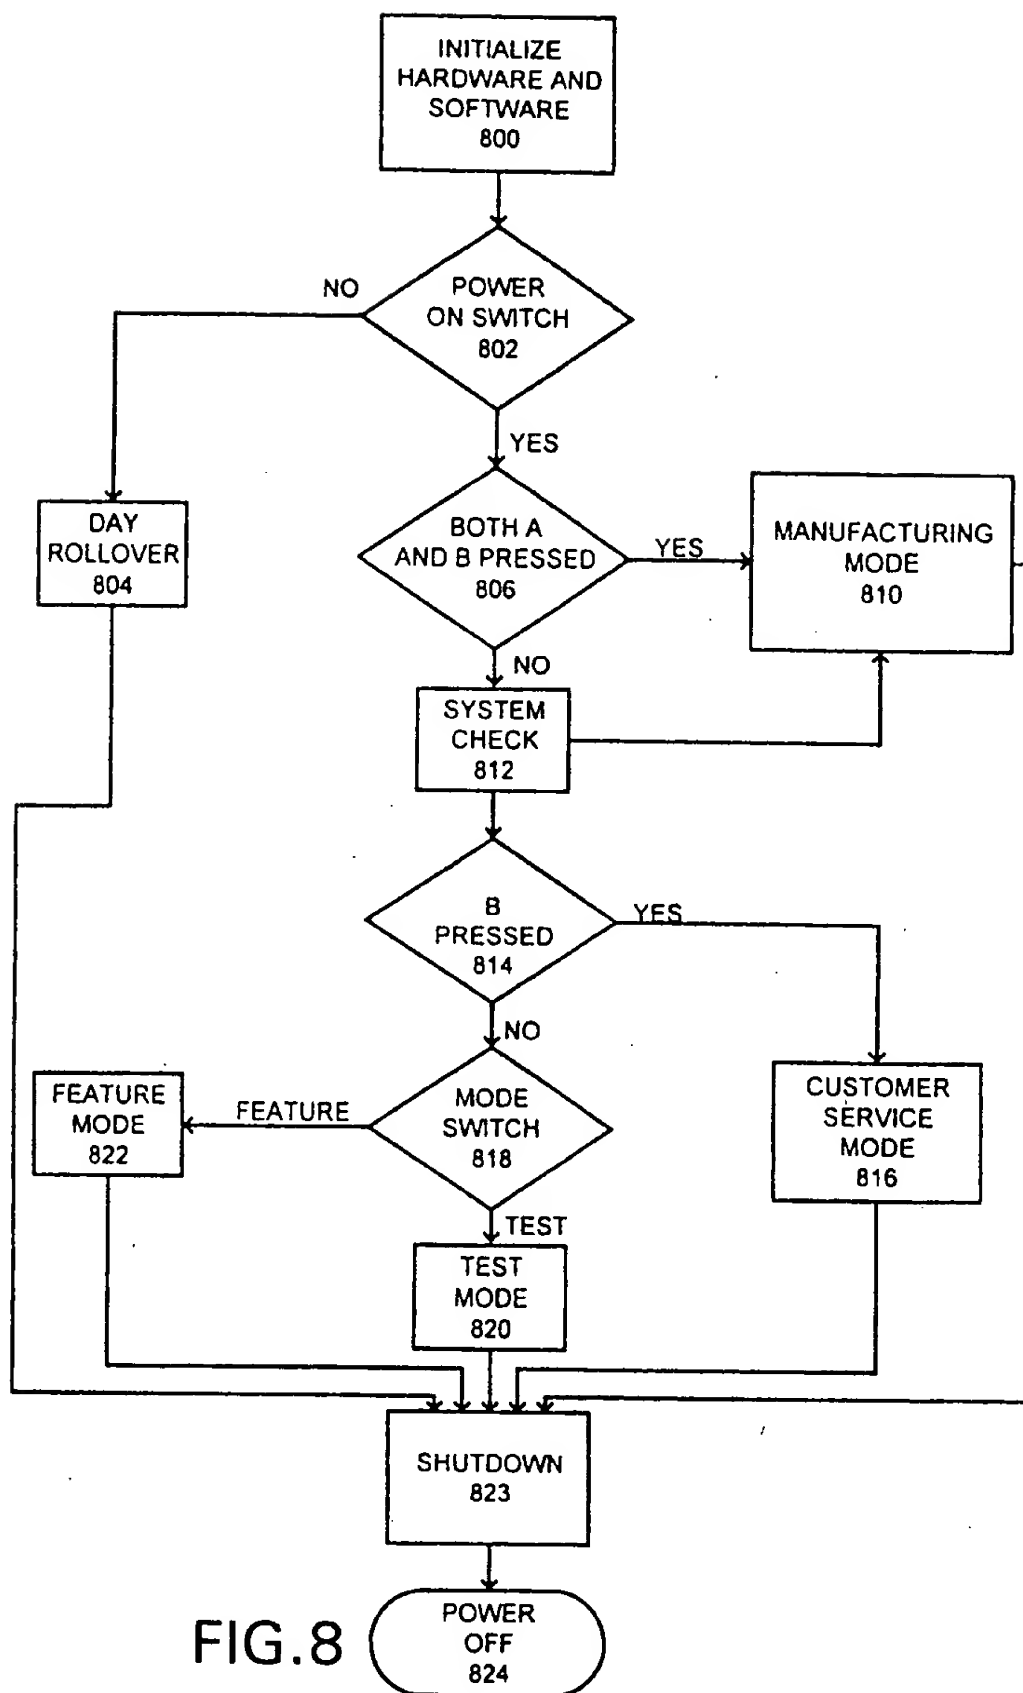 INITIALIZE
HARDWARE AND
SOFTWARE
800
NO
POWER
ON SWITCH
802
YES
DAY
ROLLOVER
804
BOTH A
AND B PRESSED
806
YES
MANUFACTURING
MODE
810
NO
SYSTEM
CHECK
812
B
PRESSED
814
YES
NO
FEATURE
MODE
822
FEATURE
MODE
SWITCH
818
CUSTOMER
SERVICE
MODE
816
TEST
TEST
MODE
820
SHUTDOWN
823
POWER
OFF
824
FIG.8